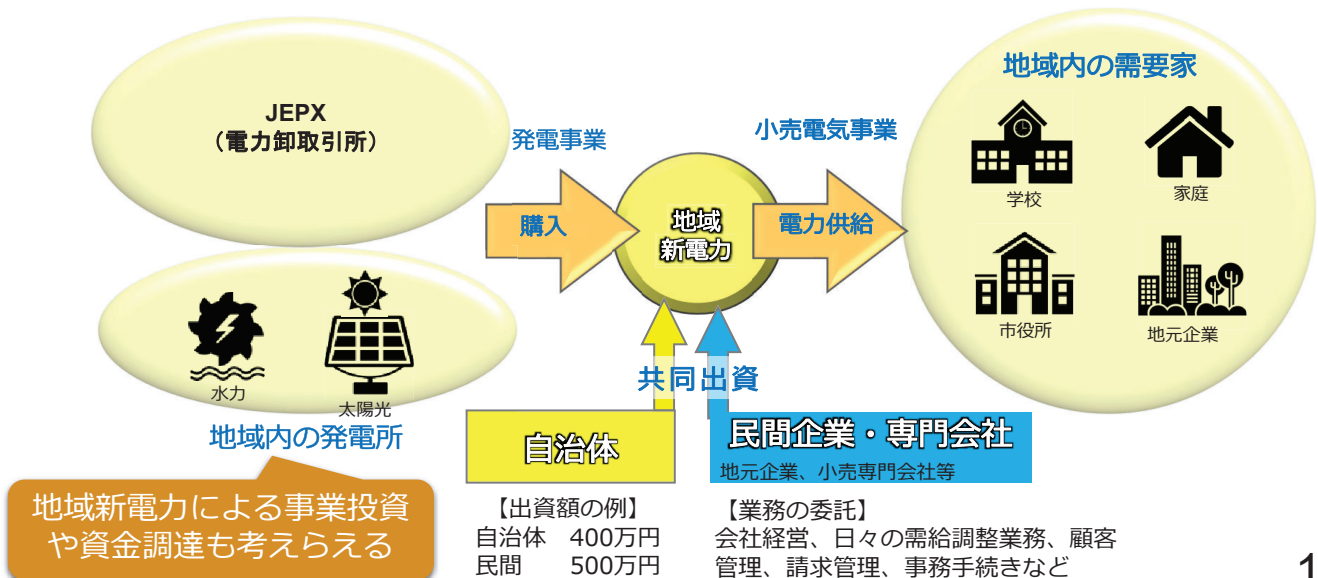 JEPX
（電力卸取引所）
発電事業
購入
地域
新電力
小売電気事業
電力供給
地域内の需要家
学校
家庭
市役所
地元企業
水力
太陽光
地域内の発電所
地域新電力による事業投資
や資金調達も考えらえる
共同出資
自治体
【出資額の例】
自治体 400万円
民間 500万円
民間企業・専門会社
地元企業、小売専門会社等
【業務の委託】
会社経営、日々の需給調整業務、顧客
管理、請求管理、事務手続きなど
1